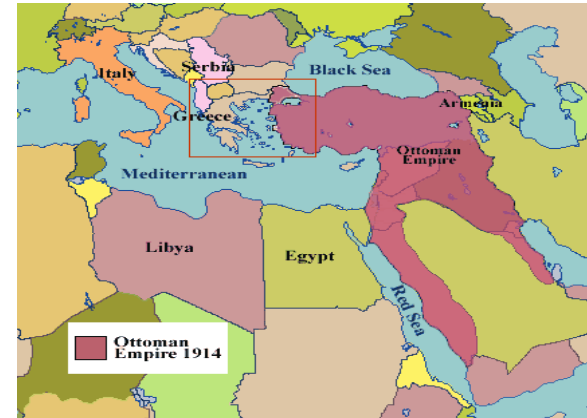 Italy
Serbia
Black Sea
Armenia
Greece
Ottoman
Empire
Mediterranean
Libya
Egypt
Red Sea
Ottoman
Empire 1914